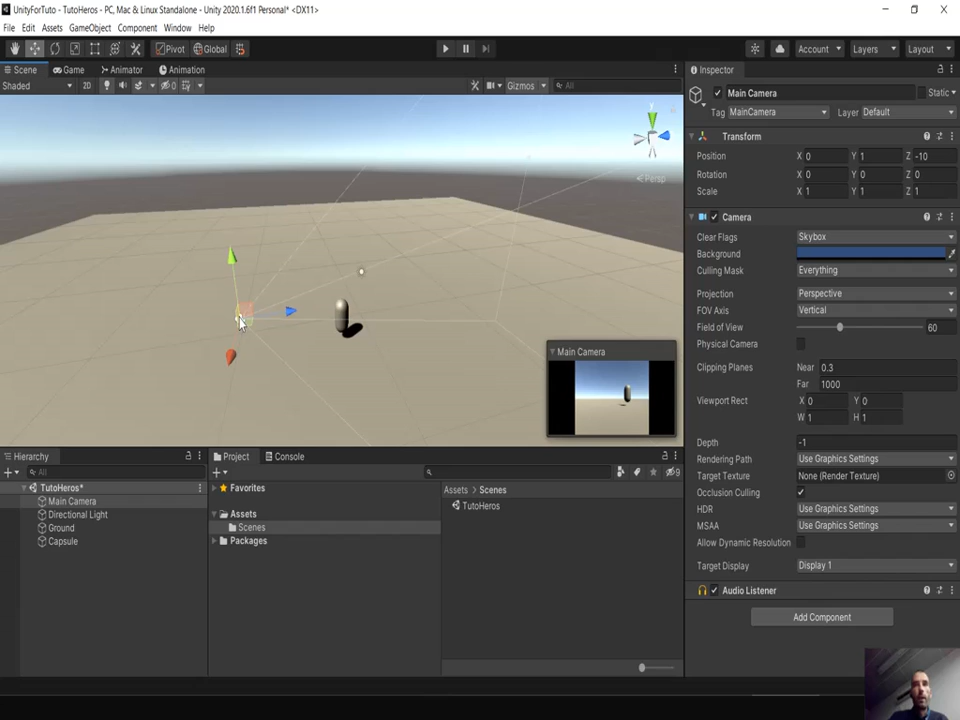 UnityForTuto - TutoHeros - PC, Mac & Linux Standalone - Unity 2020.1.6f1 Personal* <DX11>
File Edit Assets GameObject Component Window Help
Pivot Global Account Layers Layout
Scene Game Animator Animation
Shaded 2D 0 Gizmos All
y
Persp
Main Camera
Inspector
Main Camera Static
Tag MainCamera Layer Default
Transform
Position X 0 Y 1 Z -10
Rotation X 0 Y 0 Z 0
Scale X 1 Y 1 Z 1
Camera
Clear Flags Skybox
Background
Culling Mask Everything
Projection Perspective
FOV Axis Vertical
Field of View 60
Physical Camera
Clipping Planes Near 0.3
Far 1000
Viewport Rect X 0 Y 0
W 1 H 1
Depth -1
Rendering Path Use Graphics Settings
Target Texture None (Render Texture)
Occlusion Culling
HDR Use Graphics Settings
MSAA Use Graphics Settings
Allow Dynamic Resolution
Target Display Display 1
Audio Listener
Add Component
Hierarchy
All
TutoHeros*
Main Camera
Directional Light
Ground
Capsule
Project Console
9
Favorites
Assets
Scenes
Packages
Assets Scenes
TutoHeros